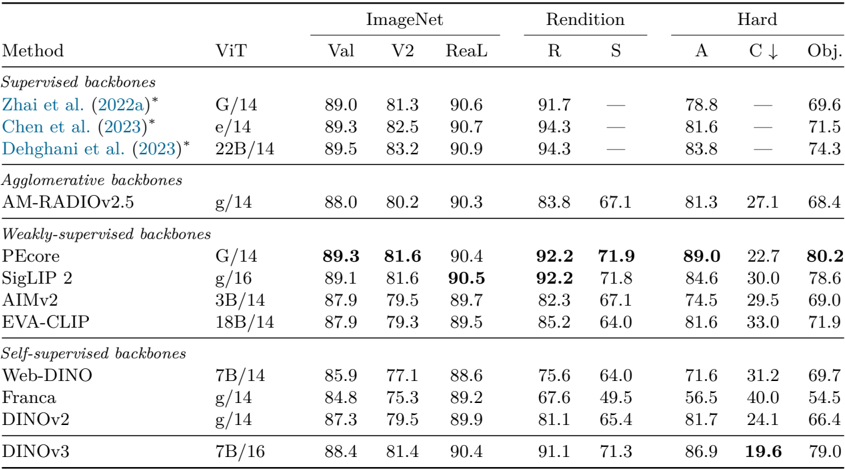 ImageNet Rendition Hard
Method ViT Val V2 ReaL R S A C ↓ Obj.
Supervised backbones
Zhai et al. (2022a)* G/14 89.0 81.3 90.6 91.7 — 78.8 — 69.6
Chen et al. (2023)* e/14 89.3 82.5 90.7 94.3 — 81.6 — 71.5
Dehghani et al. (2023)* 22B/14 89.5 83.2 90.9 94.3 — 83.8 — 74.3
Agglomerative backbones
AM-RADIOv2.5 g/14 88.0 80.2 90.3 83.8 67.1 81.3 27.1 68.4
Weakly-supervised backbones
PEcore G/14 89.3 81.6 90.4 92.2 71.9 89.0 22.7 80.2
SigLIP 2 g/16 89.1 81.6 90.5 92.2 71.8 84.6 30.0 78.6
AIMv2 3B/14 87.9 79.5 89.7 82.3 67.1 74.5 29.5 69.0
EVA-CLIP 18B/14 87.9 79.3 89.5 85.2 64.0 81.6 33.0 71.9
Self-supervised backbones
Web-DINO 7B/14 85.9 77.1 88.6 75.6 64.0 71.6 31.2 69.7
Franca g/14 84.8 75.3 89.2 67.6 49.5 56.5 40.0 54.5
DINOv2 g/14 87.3 79.5 89.9 81.1 65.4 81.7 24.1 66.4
DINOv3 7B/16 88.4 81.4 90.4 91.1 71.3 86.9 19.6 79.0